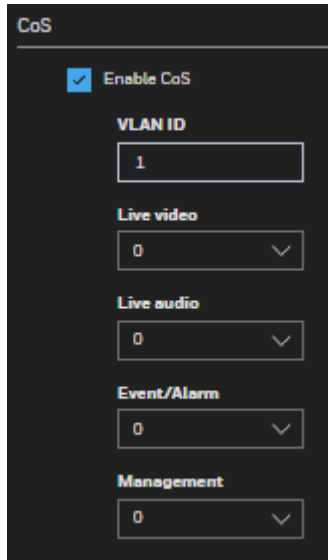 CoS
Enable CoS
VLAN ID
1
Live video
0
Live audio
0
Event/Alarm
0
Management
0